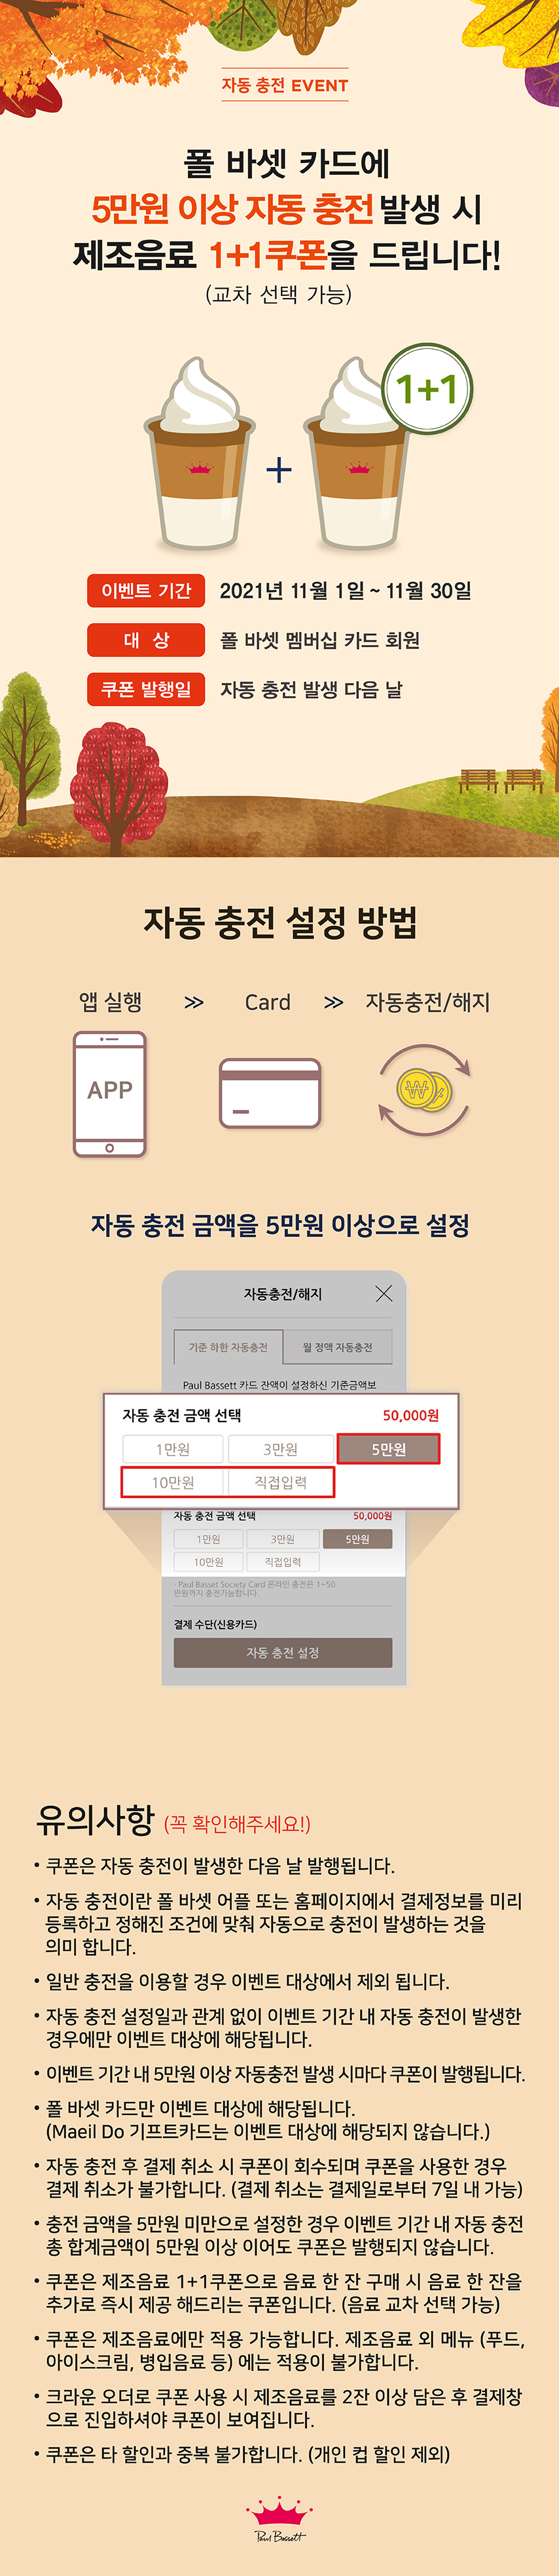 자동 충전 EVENT
폴 바셋 카드에
5만원 이상 자동 충전 발생 시
제조음료 1+1쿠폰을 드립니다!
(교차 선택 가능)
1+1
+
이벤트 기간 2021년 11월 1일 ~ 11월 30일
대 상 폴 바셋 멤버십 카드 회원
쿠폰 발행일 자동 충전 발생 다음 날
자동 충전 설정 방법
앱 실행 ≫ Card ≫ 자동충전/해지
APP
자동 충전 금액을 5만원 이상으로 설정
자동충전/해지
기준 하한 자동충전 월 정액 자동충전
Paul Bassett 카드 잔액이 설정하신 기준금액보
자동 충전 금액 선택 50,000원
1만원 3만원 5만원
10만원 직접입력
자동 충전 금액 선택 50,000원
1만원 3만원 5만원
10만원 직접입력
· Paul Basset Society Card 온라인 충전은 1~50
만원까지 충전가능합니다.
결제 수단(신용카드)
자동 충전 설정
유의사항 (꼭 확인해주세요!)
• 쿠폰은 자동 충전이 발생한 다음 날 발행됩니다.
• 자동 충전이란 폴 바셋 어플 또는 홈페이지에서 결제정보를 미리
등록하고 정해진 조건에 맞춰 자동으로 충전이 발생하는 것을
의미 합니다.
• 일반 충전을 이용할 경우 이벤트 대상에서 제외 됩니다.
• 자동 충전 설정일과 관계 없이 이벤트 기간 내 자동 충전이 발생한
경우에만 이벤트 대상에 해당됩니다.
• 이벤트 기간 내 5만원 이상 자동충전 발생 시마다 쿠폰이 발행됩니다.
• 폴 바셋 카드만 이벤트 대상에 해당됩니다.
(Maeil Do 기프트카드는 이벤트 대상에 해당되지 않습니다.)
• 자동 충전 후 결제 취소 시 쿠폰이 회수되며 쿠폰을 사용한 경우
결제 취소가 불가합니다. (결제 취소는 결제일로부터 7일 내 가능)
• 충전 금액을 5만원 미만으로 설정한 경우 이벤트 기간 내 자동 충전
총 합계금액이 5만원 이상 이어도 쿠폰은 발행되지 않습니다.
• 쿠폰은 제조음료 1+1쿠폰으로 음료 한 잔 구매 시 음료 한 잔을
추가로 즉시 제공 해드리는 쿠폰입니다. (음료 교차 선택 가능)
• 쿠폰은 제조음료에만 적용 가능합니다. 제조음료 외 메뉴 (푸드,
아이스크림, 병입음료 등) 에는 적용이 불가합니다.
• 크라운 오더로 쿠폰 사용 시 제조음료를 2잔 이상 담은 후 결제창
으로 진입하셔야 쿠폰이 보여집니다.
• 쿠폰은 타 할인과 중복 불가합니다. (개인 컵 할인 제외)
Paul Bassett